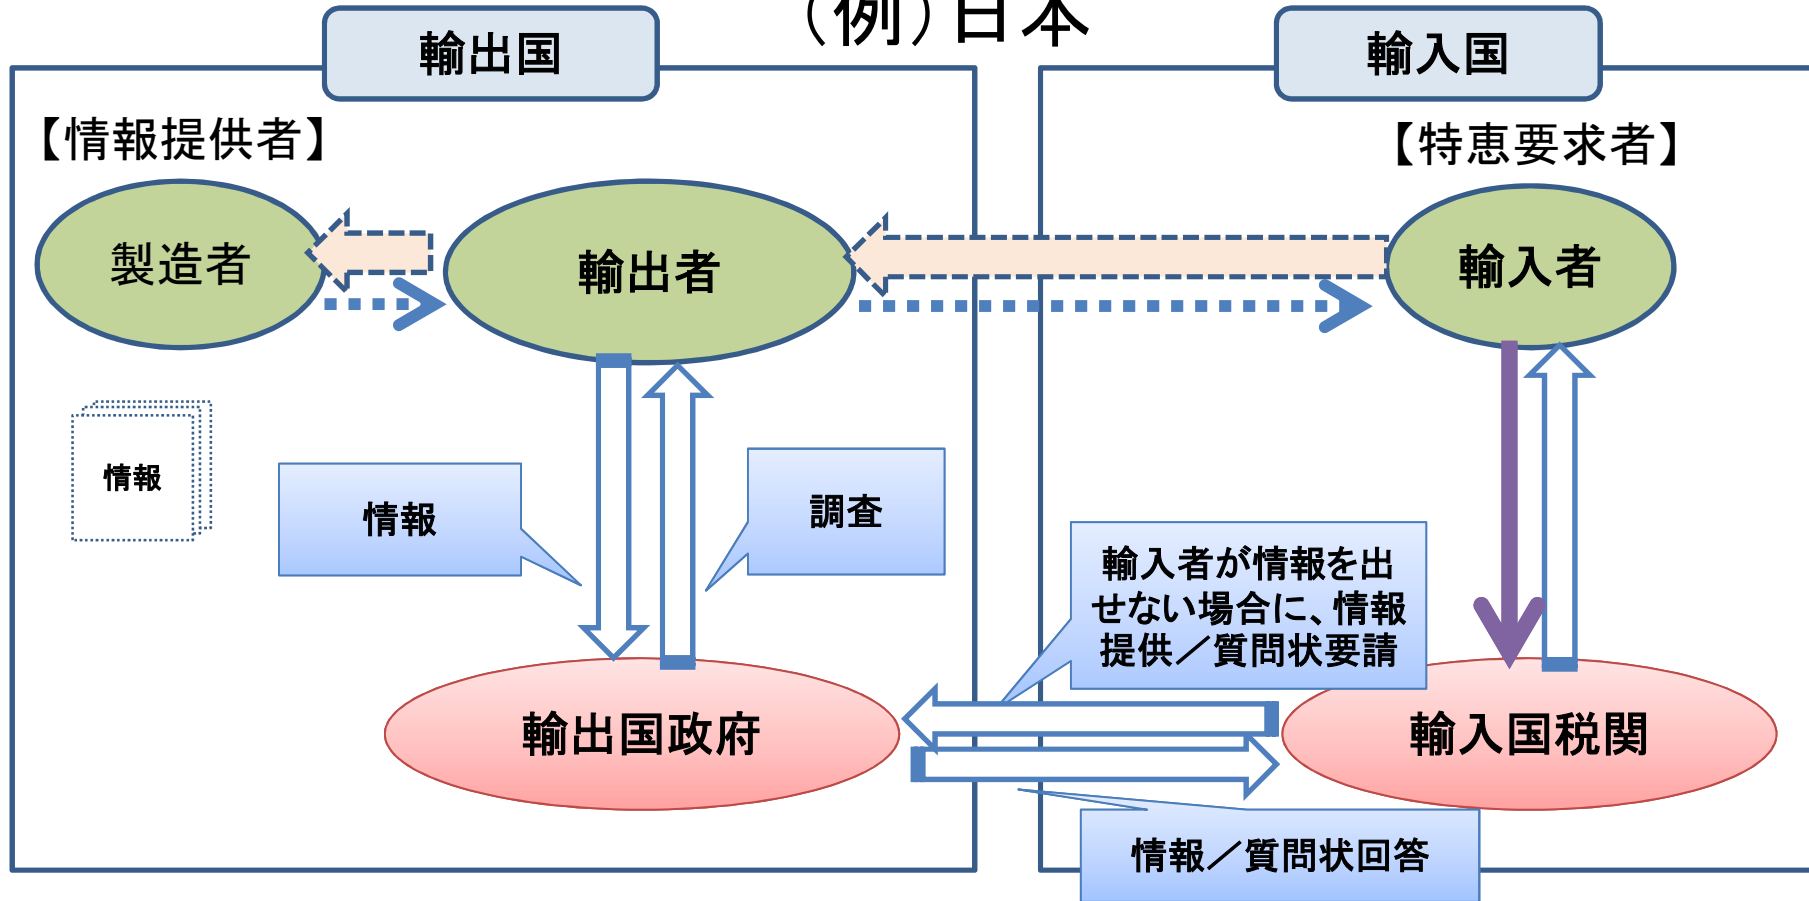 （例）日本
輸出国
輸入国
【情報提供者】
【特恵要求者】
製造者
輸出者
輸入者
情報
情報
調査
輸入者が情報を出
せない場合に、情報
提供／質問状要請
輸出国政府
輸入国税関
情報／質問状回答